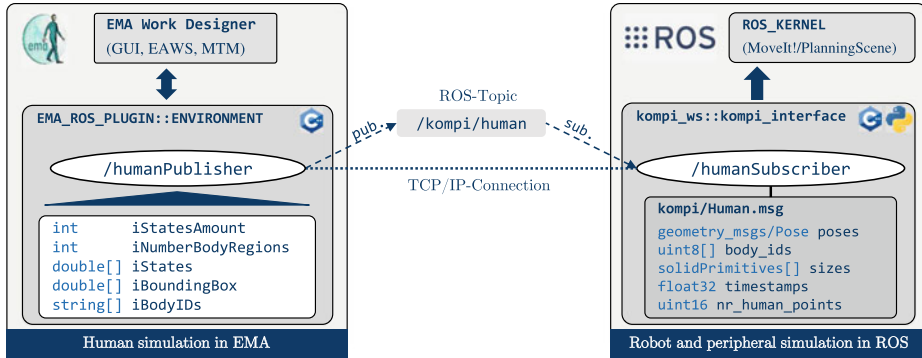 ema
EMA Work Designer
(GUI, EAWS, MTM)
EMA_ROS_PLUGIN::ENVIRONMENT
/humanPublisher
int iStatesAmount
int iNumberBodyRegions
double[] iStates
double[] iBoundingBox
string[] iBodyIDs
Human simulation in EMA
ROS-Topic
pub.
/kompi/human
sub.
TCP/IP-Connection
ROS
ROS_KERNEL
(MoveIt!/PlanningScene)
kompi_ws::kompi_interface
/humanSubscriber
kompi/Human.msg
geometry_msgs/Pose poses
uint8[] body_ids
solidPrimitives[] sizes
float32 timestamps
uint16 nr_human_points
Robot and peripheral simulation in ROS